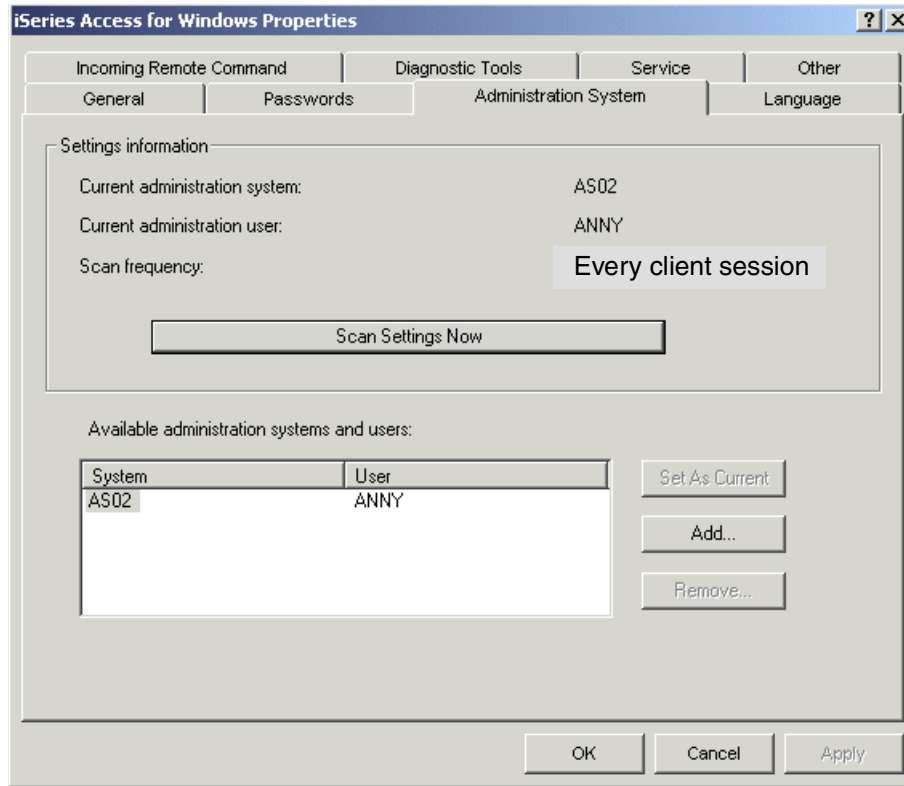 iSeries Access for Windows Properties
Incoming Remote Command Diagnostic Tools Service Other
General Passwords Administration System Language
Settings information
Current administration system: AS02
Current administration user: ANNY
Scan frequency: Every client session
Scan Settings Now
Available administration systems and users:
System User
AS02 ANNY
Set As Current
Add...
Remove...
OK Cancel Apply